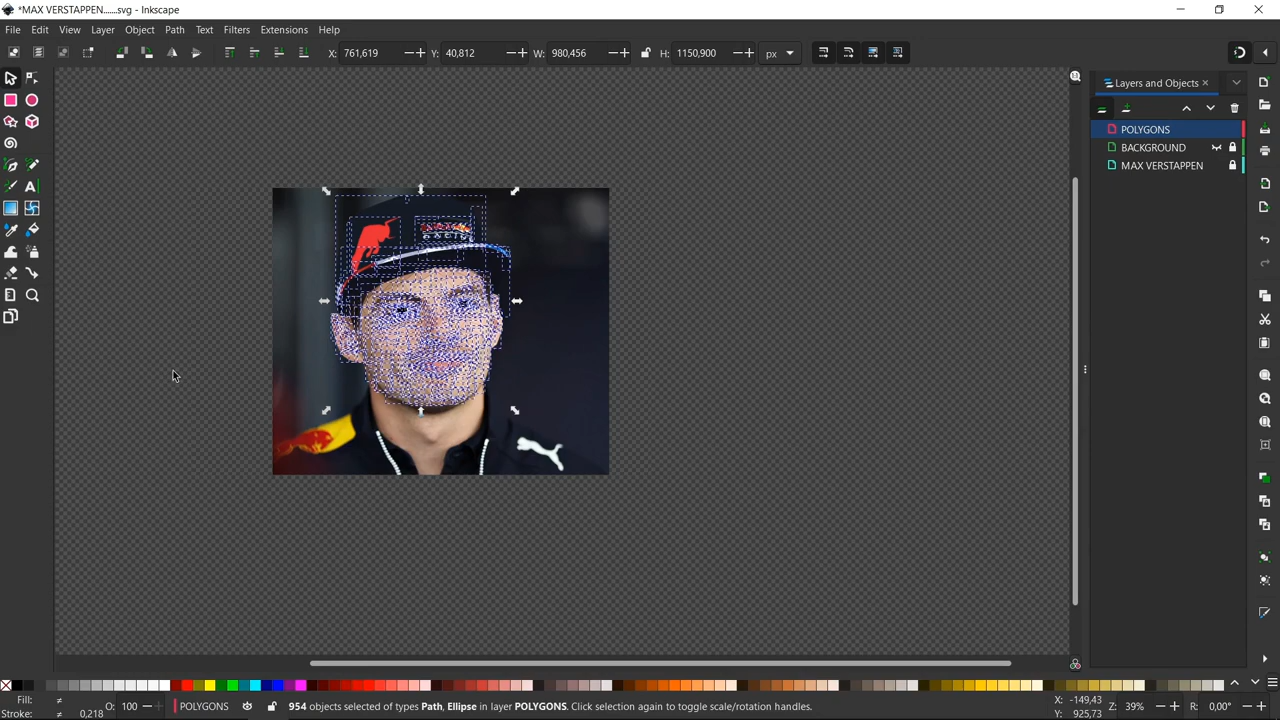 *MAX VERSTAPPEN......svg - Inkscape
File Edit View Layer Object Path Text Filters Extensions Help
X: 761,619 Y: 40,812 W: 980,456 H: 1150,900 px
Layers and Objects
POLYGONS
BACKGROUND
MAX VERSTAPPEN
RACING
Fill: ≠
Stroke: ≠ 0,218
O: 100
POLYGONS
954 objects selected of types Path, Ellipse in layer POLYGONS. Click selection again to toggle scale/rotation handles.
X: -149,43
Y: 925,73
Z: 39%
R: 0,00°